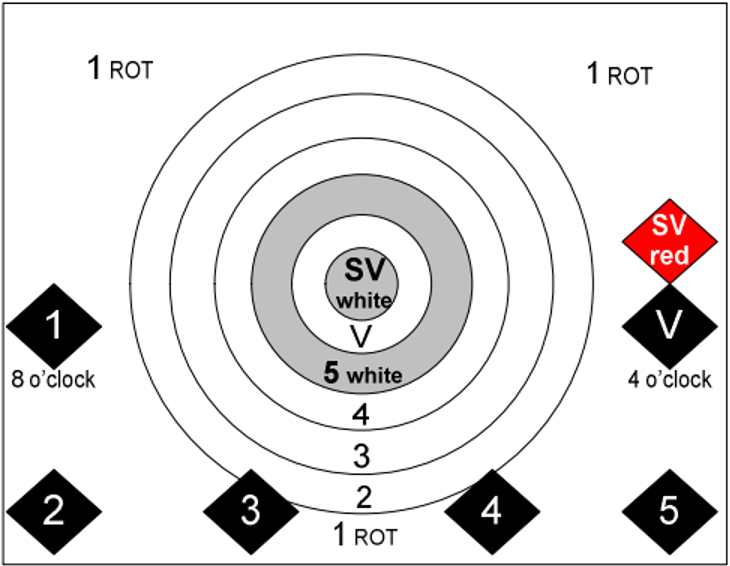 1 ROT
1 ROT
SV
red
SV
white
1
V
V
8 o'clock
5 white
4 o'clock
4
3
2
2
3
4
5
1 ROT